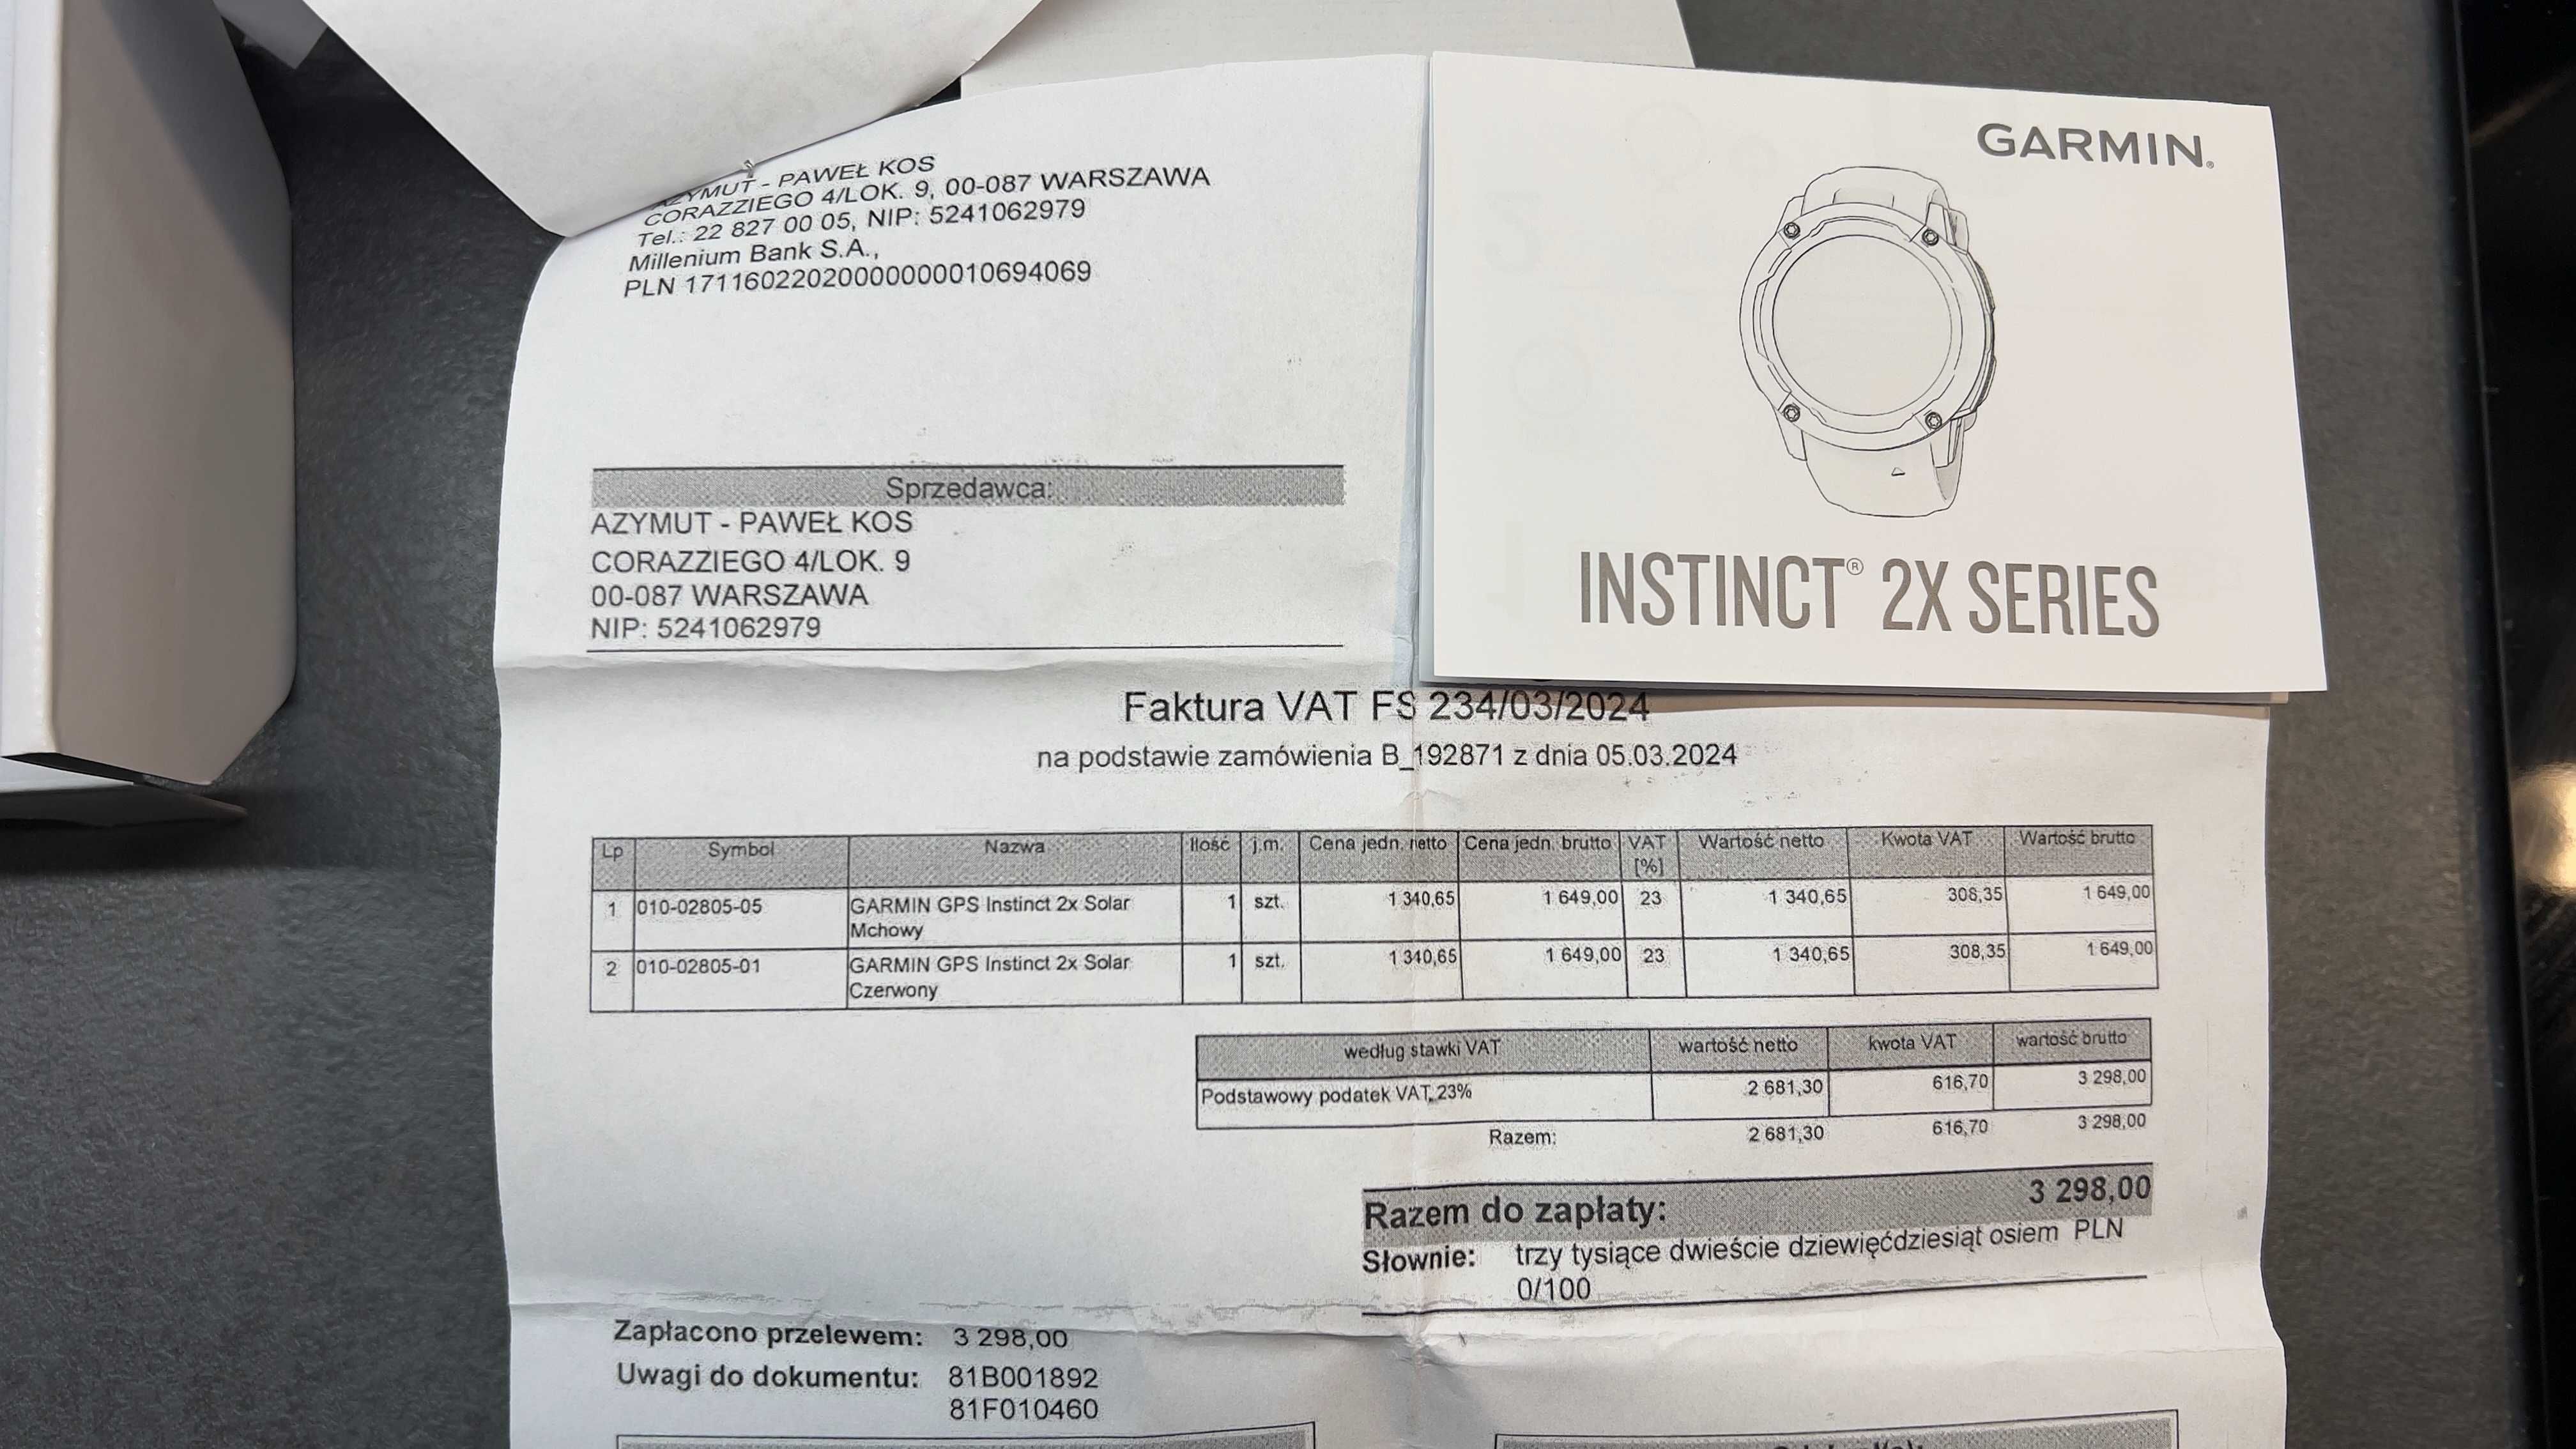 AZYMUT - PAWEŁ KOS
CORAZZIEGO 4/LOK. 9, 00-087 WARSZAWA
Tel.: 22 827 00 05, NIP: 5241062979
Millenium Bank S.A.,
PLN 17116022020000000010694069
GARMIN®
INSTINCT® 2X SERIES
Sprzedawca:
AZYMUT - PAWEŁ KOS
CORAZZIEGO 4/LOK. 9
00-087 WARSZAWA
NIP: 5241062979
Faktura VAT FS 234/03/2024
na podstawie zamówienia B_192871 z dnia 05.03.2024
Lp Symbol Nazwa Ilość j.m. Cena jedn. netto Cena jedn. brutto VAT [%] Wartość netto Kwota VAT Wartość brutto
1 010-02805-05 GARMIN GPS Instinct 2x Solar 1 szt. 1 340,65 1 649,00 23 1 340,65 308,35 1 649,00
Mchowy
2 010-02805-01 GARMIN GPS Instinct 2x Solar 1 szt. 1 340,65 1 649,00 23 1 340,65 308,35 1 649,00
Czerwony
według stawki VAT wartość netto kwota VAT wartość brutto
Podstawowy podatek VAT, 23% 2 681,30 616,70 3 298,00
Razem: 2 681,30 616,70 3 298,00
Razem do zapłaty: 3 298,00
Słownie: trzy tysiące dwieście dziewięćdziesiąt osiem PLN
0/100
Zapłacono przelewem: 3 298,00
Uwagi do dokumentu: 81B001892
81F010460